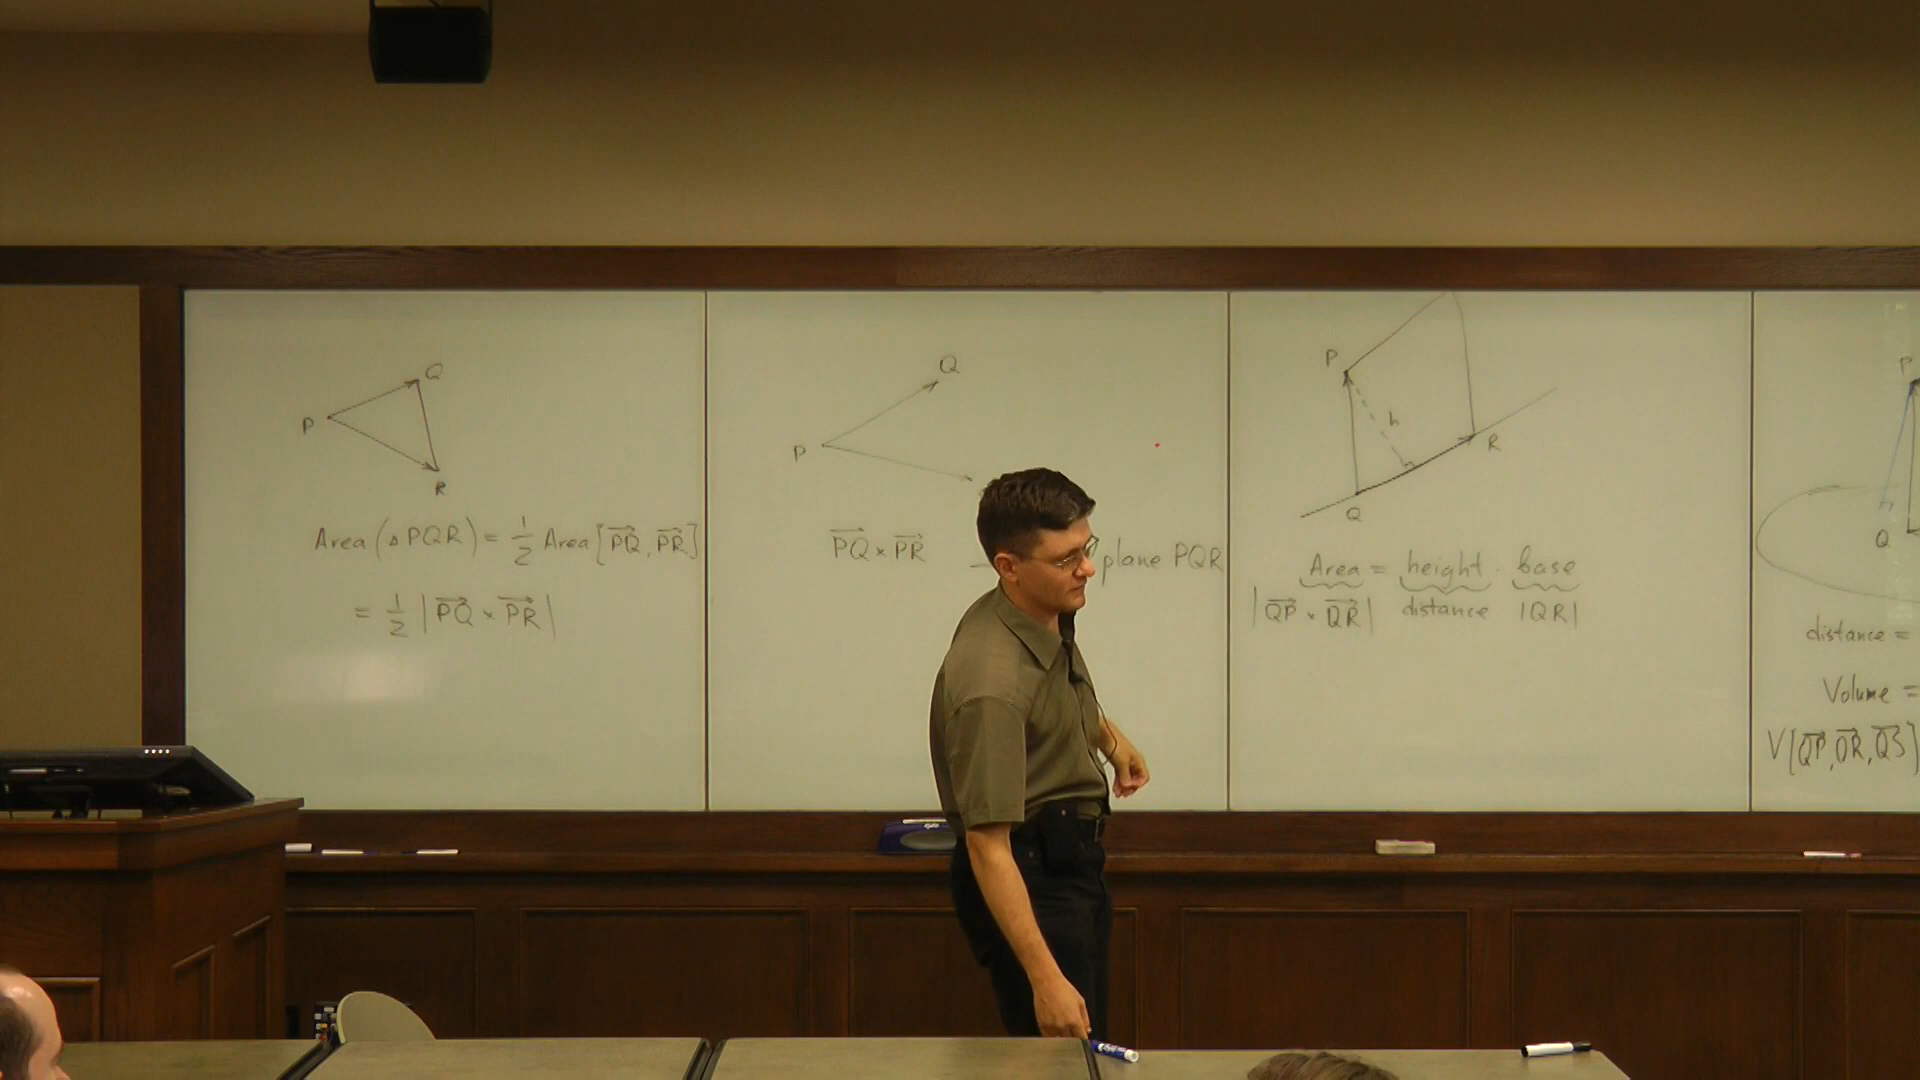 Q
P
R
Area (△PQR) = 1/2 Area [PQ⃗, PR⃗]
= 1/2 |PQ⃗ × PR⃗|
Q
P
PQ⃗ × PR⃗
plane PQR
P
h
R
Q
Area = height · base
|QP⃗ × QR⃗| distance |QR|
P
Q
distance =
Volume =
V[QP⃗, QR⃗, QS⃗]